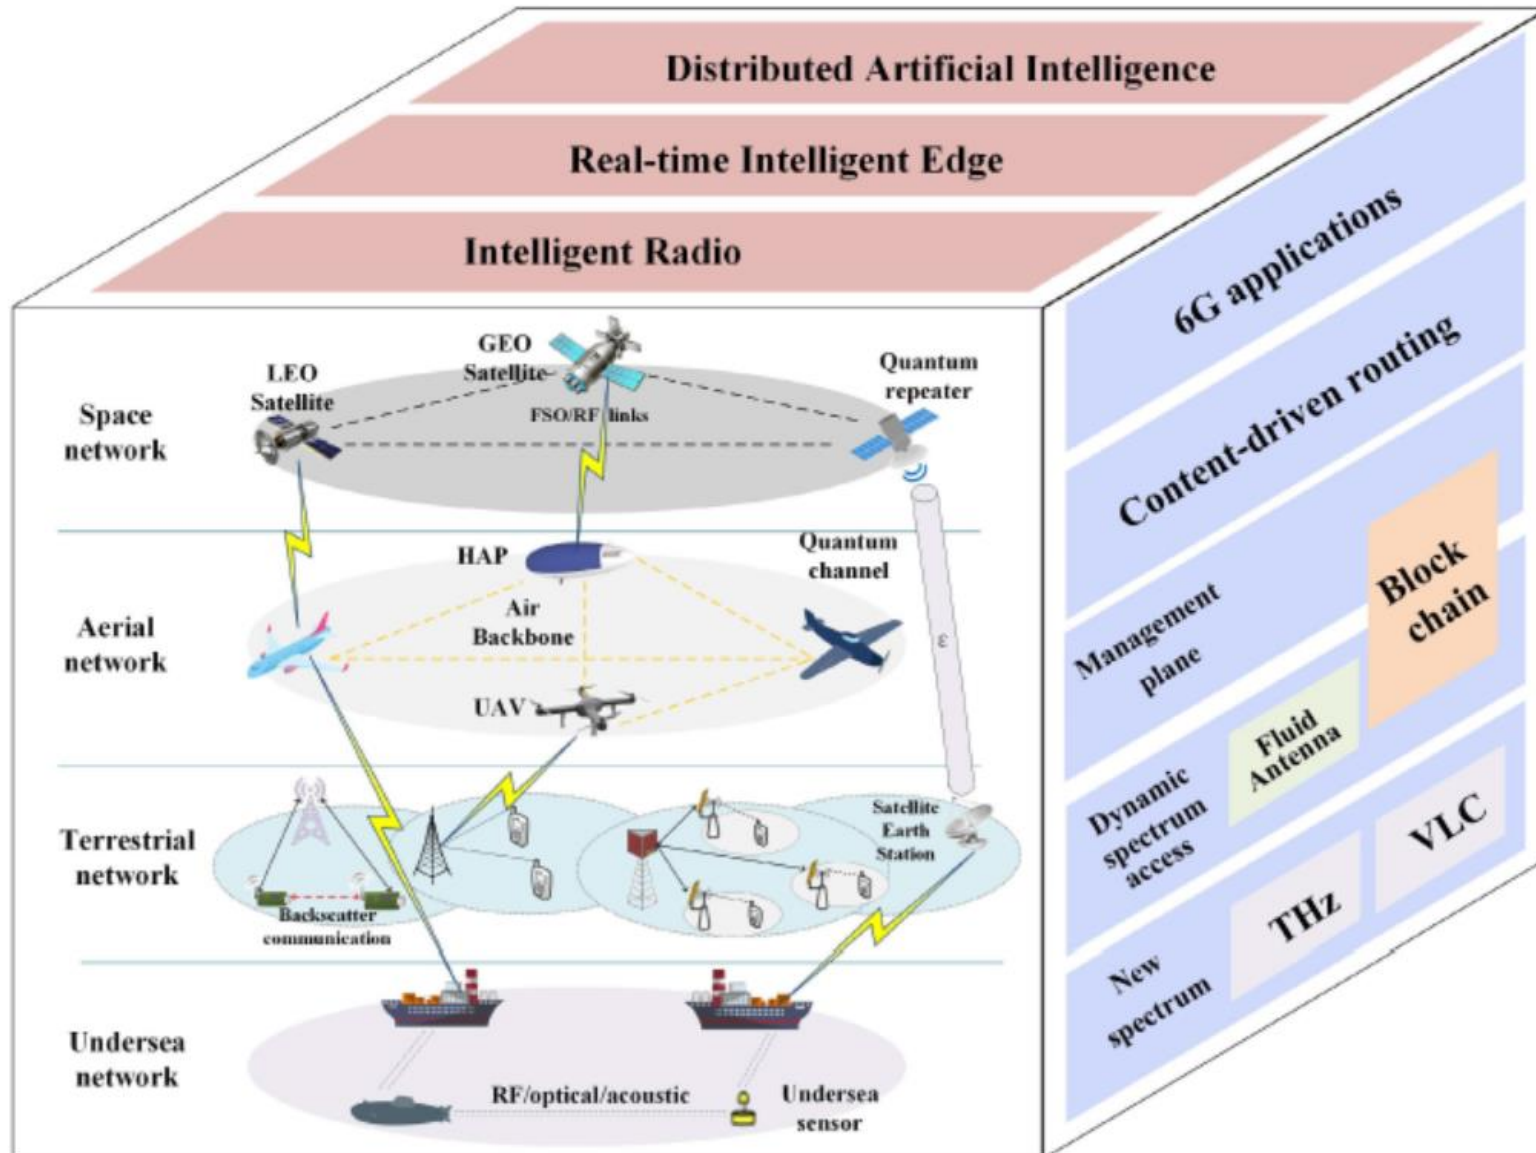 Distributed Artificial Intelligence
Real-time Intelligent Edge
Intelligent Radio
6G applications
Content-driven routing
Management
plane
Block
chain
Dynamic
spectrum
access
Fluid
Antenna
New
spectrum
THz
VLC
Space
network
LEO
Satellite
GEO
Satellite
FSO/RF links
Quantum
repeater
Aerial
network
HAP
Air
Backbone
UAV
Quantum
channel
ε
Terrestrial
network
Backscatter
communication
Satellite
Earth
Station
Undersea
network
RF/optical/acoustic
Undersea
sensor